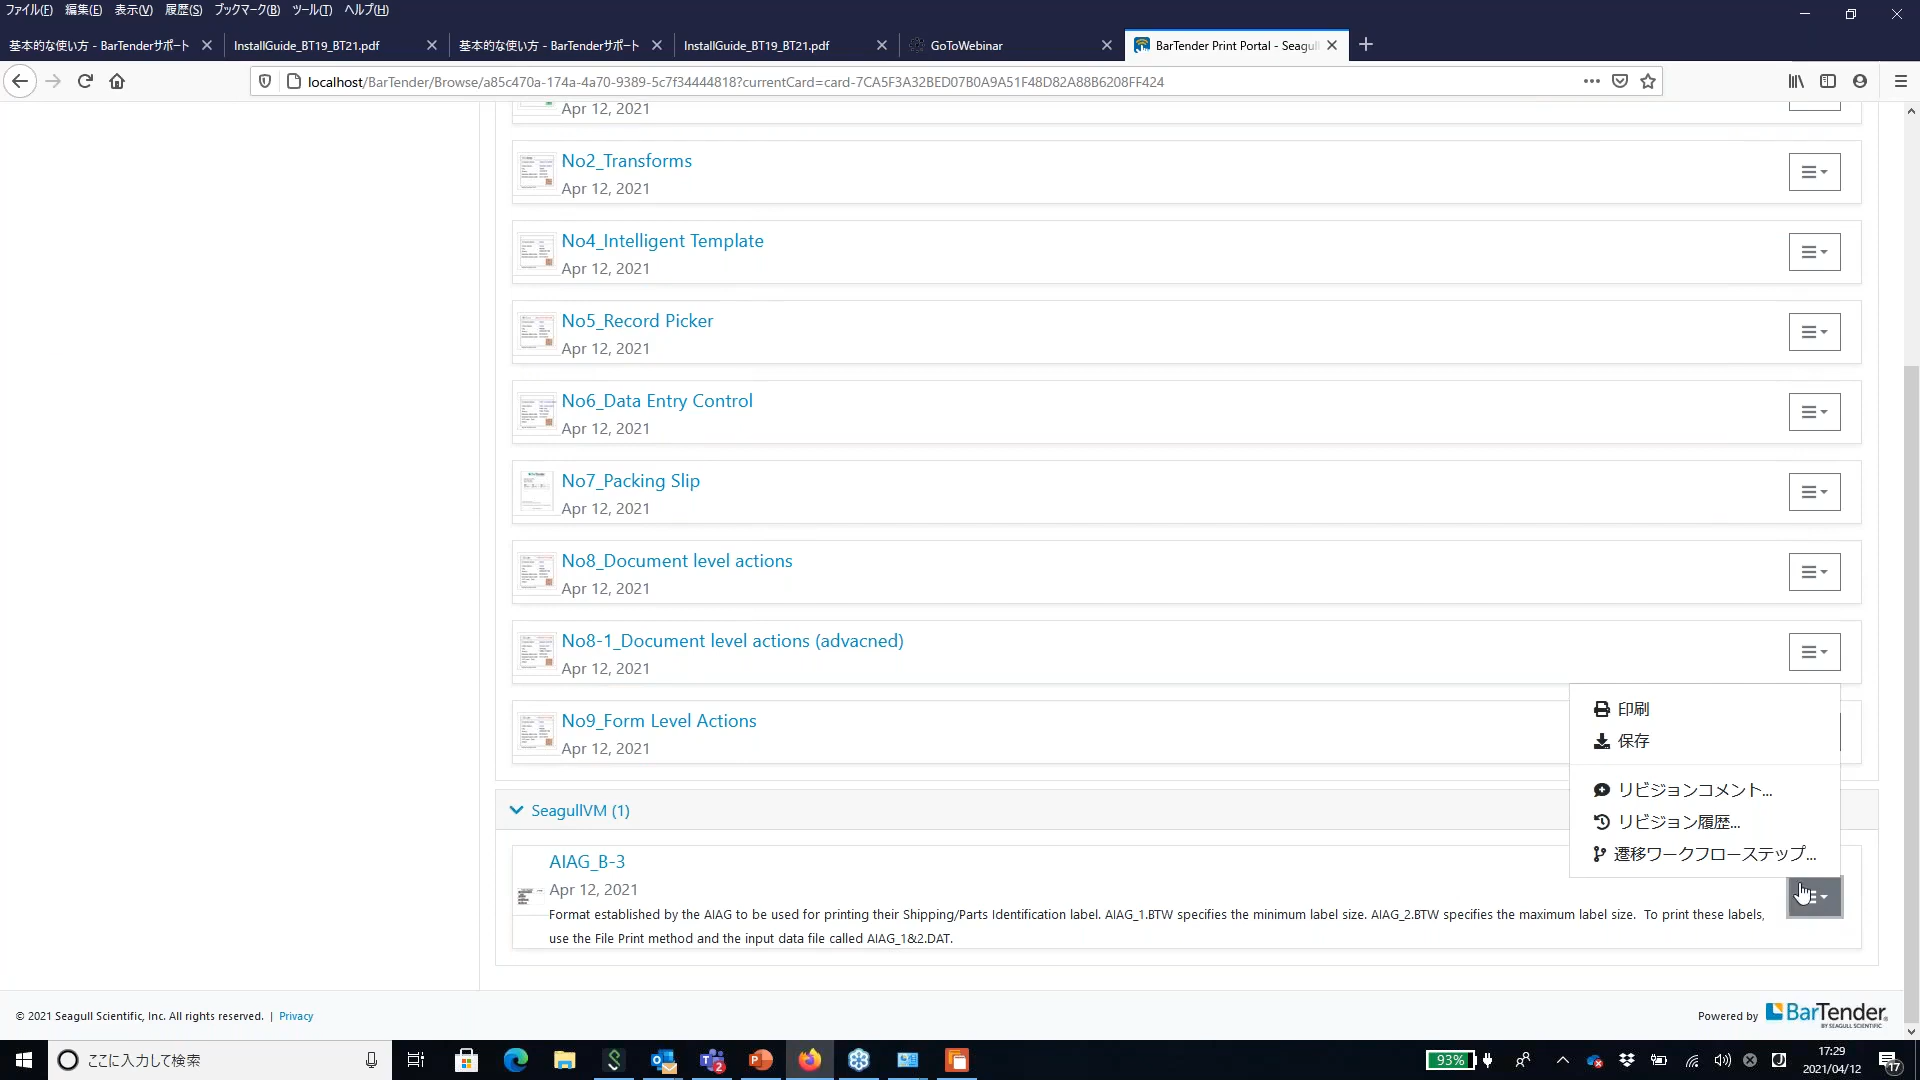 ファイル(F) 編集(E) 表示(V) 履歴(S) ブックマーク(B) ツール(T) ヘルプ(H)
基本的な使い方 - BarTenderサポート InstallGuide_BT19_BT21.pdf 基本的な使い方 - BarTenderサポート InstallGuide_BT19_BT21.pdf GoToWebinar BarTender Print Portal - Seagull
localhost/BarTender/Browse/a85c470a-174a-4a70-9389-5c7f34444818?currentCard=card-7CA5F3A32BED07B0A9A51F48D82A88B6208FF424
Apr 12, 2021
No2_Transforms
Apr 12, 2021
No4_Intelligent Template
Apr 12, 2021
No5_Record Picker
Apr 12, 2021
No6_Data Entry Control
Apr 12, 2021
No7_Packing Slip
Apr 12, 2021
No8_Document level actions
Apr 12, 2021
No8-1_Document level actions (advacned)
Apr 12, 2021
No9_Form Level Actions
Apr 12, 2021
印刷
保存
リビジョンコメント...
リビジョン履歴...
遷移ワークフローステップ...
SeagullVM (1)
AIAG_B-3
Apr 12, 2021
Format established by the AIAG to be used for printing their Shipping/Parts Identification label. AIAG_1.BTW specifies the minimum label size. AIAG_2.BTW specifies the maximum label size. To print these labels,
use the File Print method and the input data file called AIAG_1&2.DAT.
© 2021 Seagull Scientific, Inc. All rights reserved. | Privacy
Powered by BarTender
BY SEAGULL SCIENTIFIC
ここに入力して検索
2
93%
17:29
2021/04/12
17